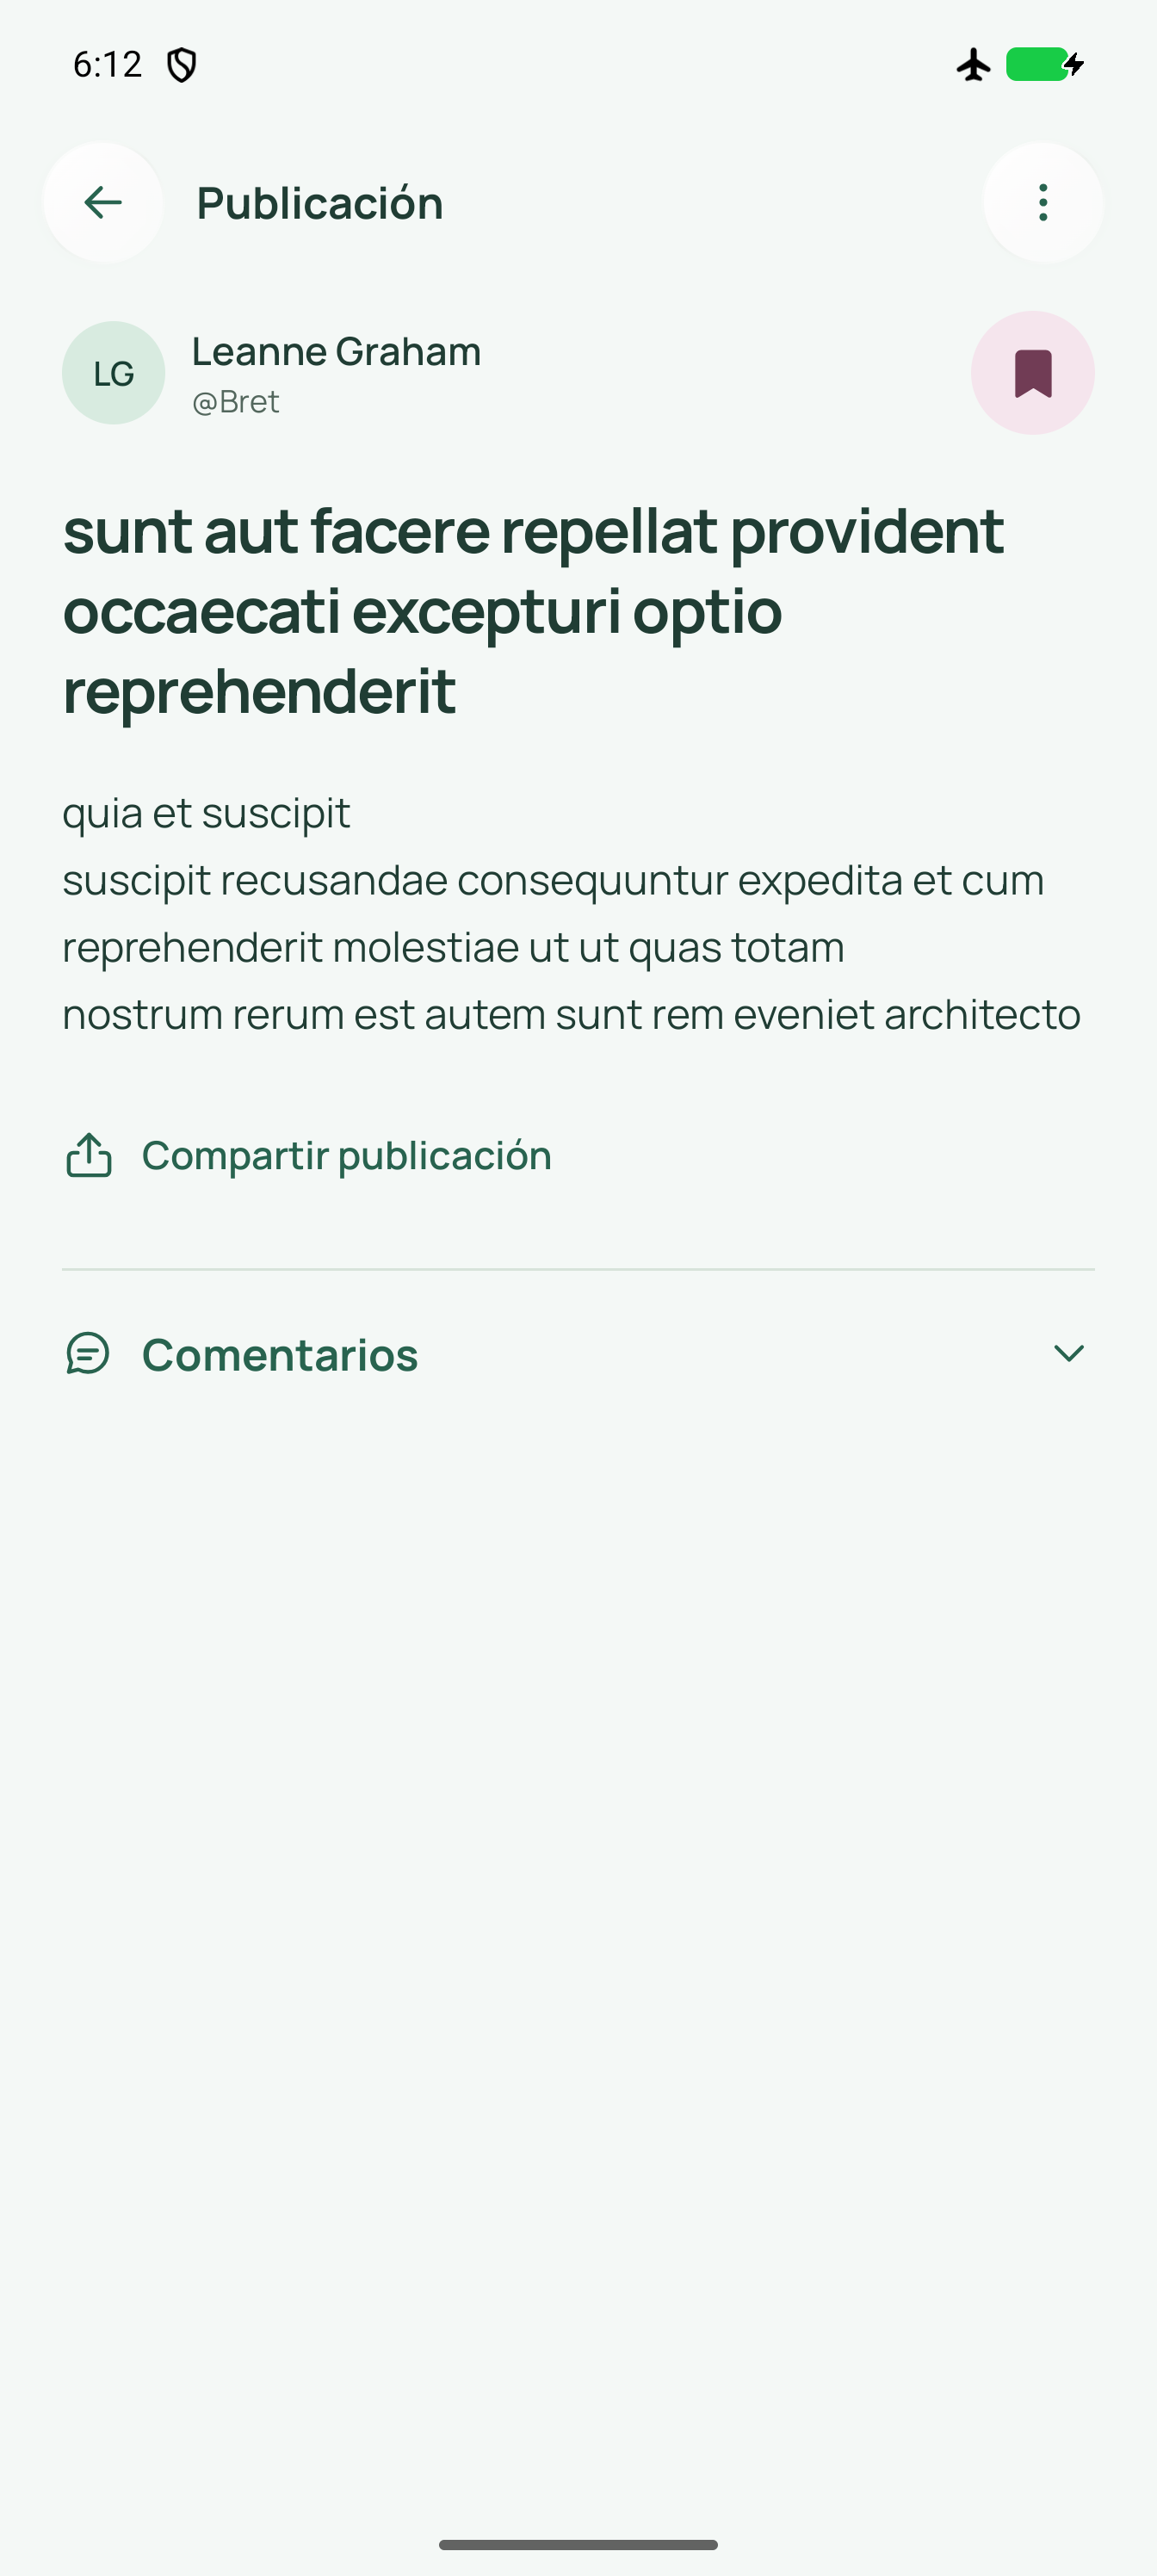 6:12
Publicación
LG
Leanne Graham
@Bret
sunt aut facere repellat provident
occaecati excepturi optio
reprehenderit
quia et suscipit
suscipit recusandae consequuntur expedita et cum
reprehenderit molestiae ut ut quas totam
nostrum rerum est autem sunt rem eveniet architecto
Compartir publicación
Comentarios